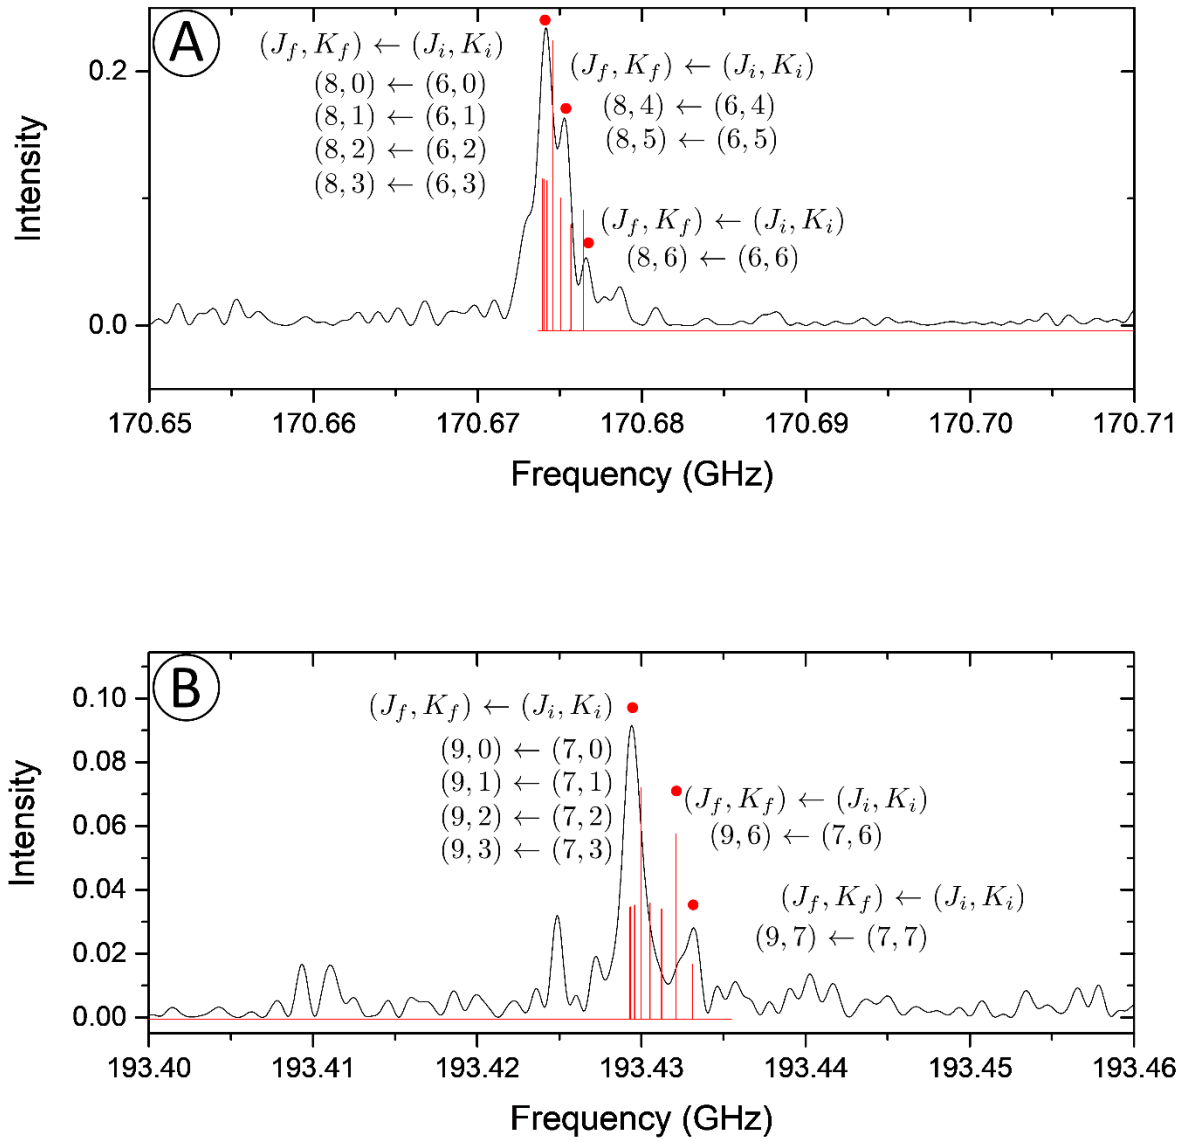 A
(J_f, K_f) ← (J_i, K_i)
(8, 0) ← (6, 0)
(8, 1) ← (6, 1)
(8, 2) ← (6, 2)
(8, 3) ← (6, 3)
(J_f, K_f) ← (J_i, K_i)
(8, 4) ← (6, 4)
(8, 5) ← (6, 5)
(J_f, K_f) ← (J_i, K_i)
(8, 6) ← (6, 6)
0.2
0.0
Intensity
170.65 170.66 170.67 170.68 170.69 170.70 170.71
Frequency (GHz)
B
(J_f, K_f) ← (J_i, K_i)
(9, 0) ← (7, 0)
(9, 1) ← (7, 1)
(9, 2) ← (7, 2)
(9, 3) ← (7, 3)
(J_f, K_f) ← (J_i, K_i)
(9, 6) ← (7, 6)
(J_f, K_f) ← (J_i, K_i)
(9, 7) ← (7, 7)
0.10
0.08
0.06
0.04
0.02
0.00
Intensity
193.40 193.41 193.42 193.43 193.44 193.45 193.46
Frequency (GHz)